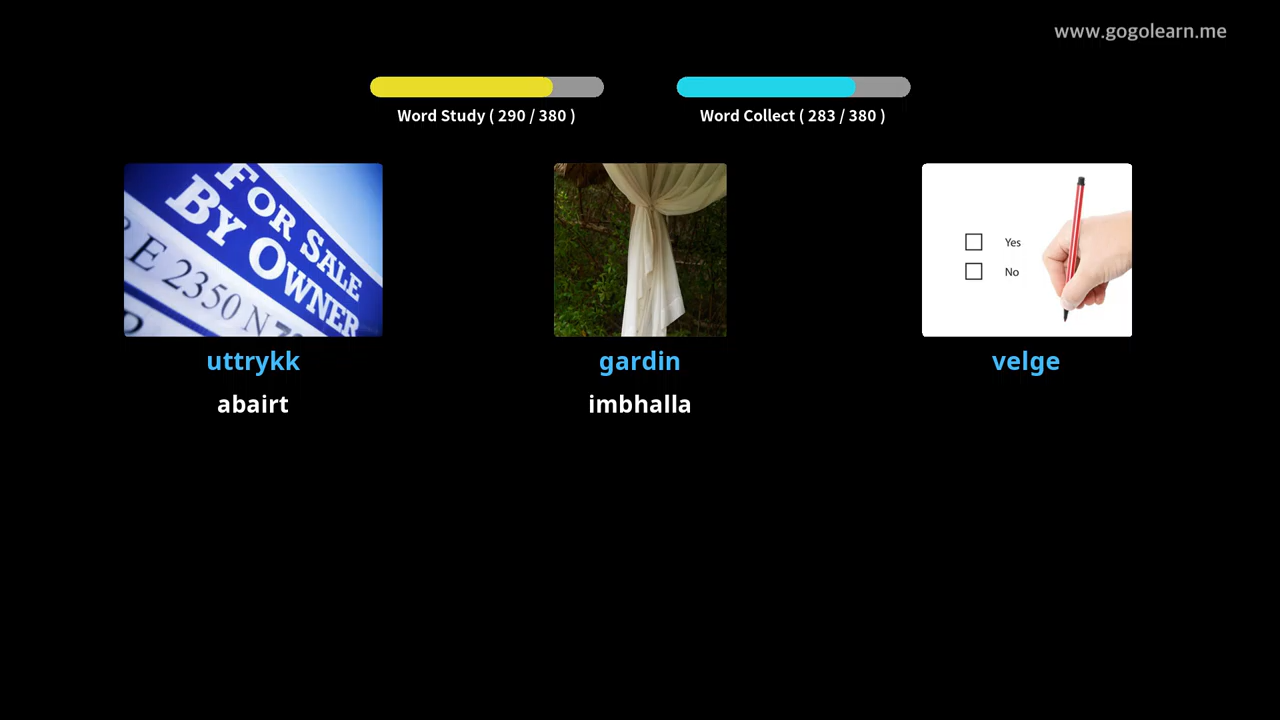 www.gogolearn.me
Word Study ( 290 / 380 )
Word Collect ( 283 / 380 )
FOR SALE
BY OWNER
E 2350 N
Yes
No
uttrykk
gardin
velge
abairt
imbhalla